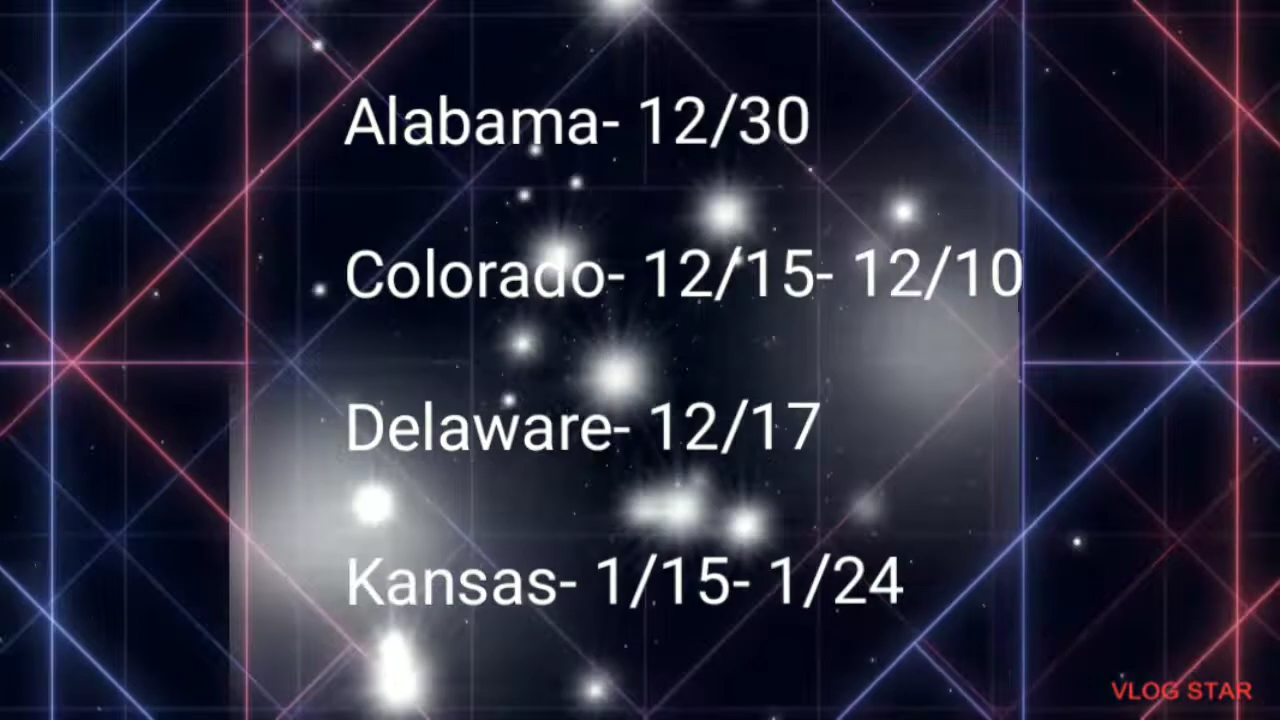 Alabama- 12/30
Colorado- 12/15- 12/10
Delaware- 12/17
Kansas- 1/15- 1/24
VLOG STAR